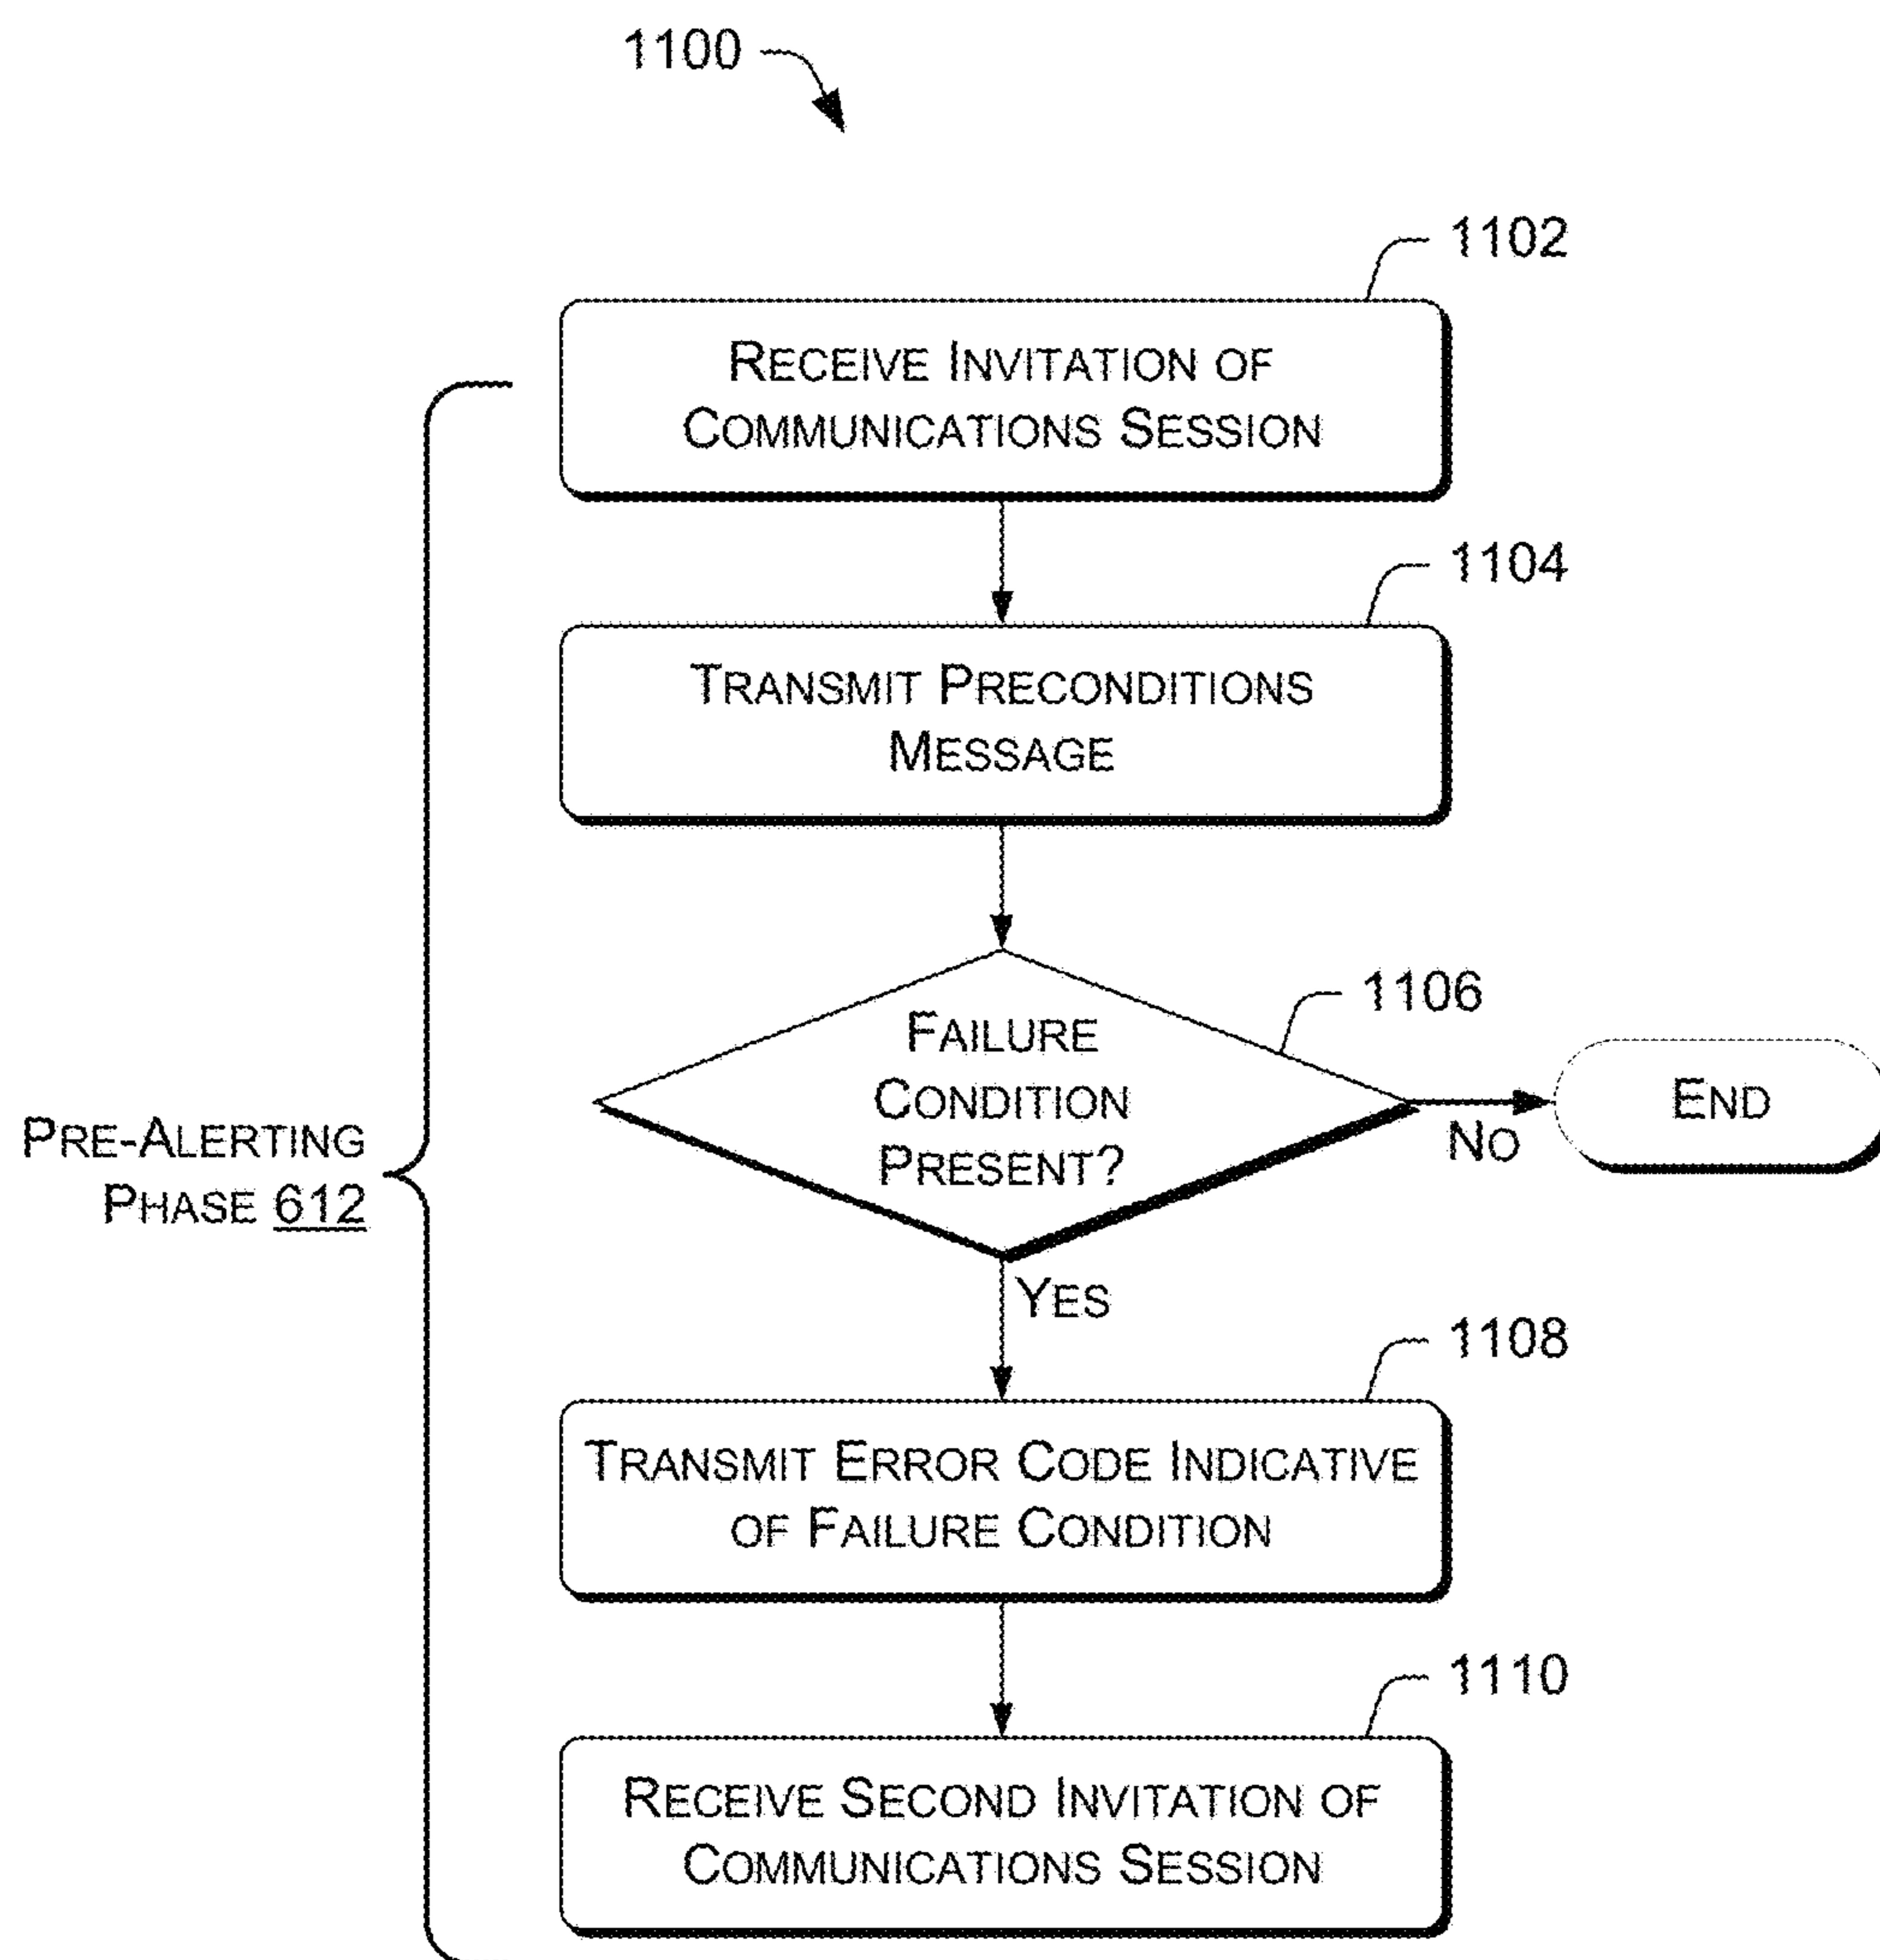 1100
1102
RECEIVE INVITATION OF
COMMUNICATIONS SESSION
1104
TRANSMIT PRECONDITIONS
MESSAGE
1106
FAILURE
CONDITION
PRESENT?
NO
END
PRE-ALERTING
PHASE 612
YES
1108
TRANSMIT ERROR CODE INDICATIVE
OF FAILURE CONDITION
1110
RECEIVE SECOND INVITATION OF
COMMUNICATIONS SESSION